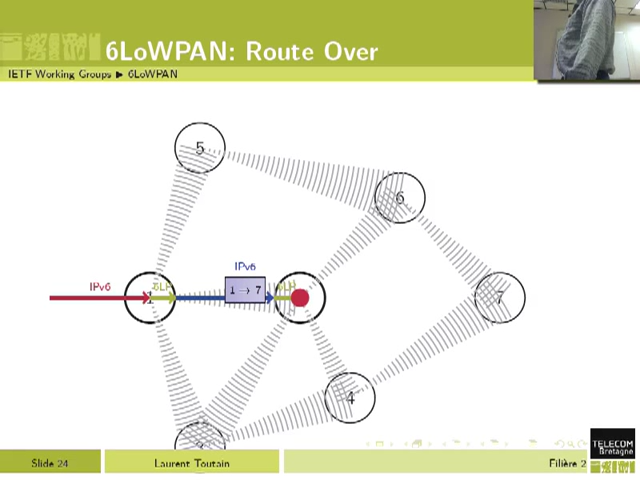 6LoWPAN: Route Over
IETF Working Groups ▶ 6LoWPAN
5
6
IPv6
IPv6
1 → 7
7
4
Slide 24
Laurent Toutain
Filière 2
TELECOM
Bretagne